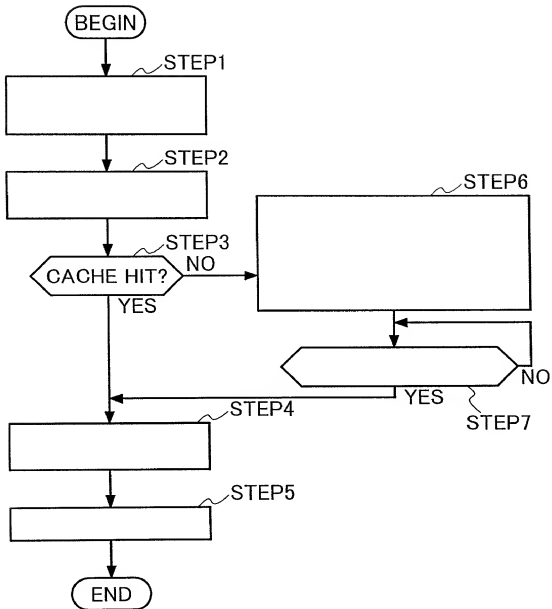 BEGIN
STEP1
STEP2
STEP6
STEP3
CACHE HIT?
NO
YES
NO
YES
STEP7
STEP4
STEP5
END